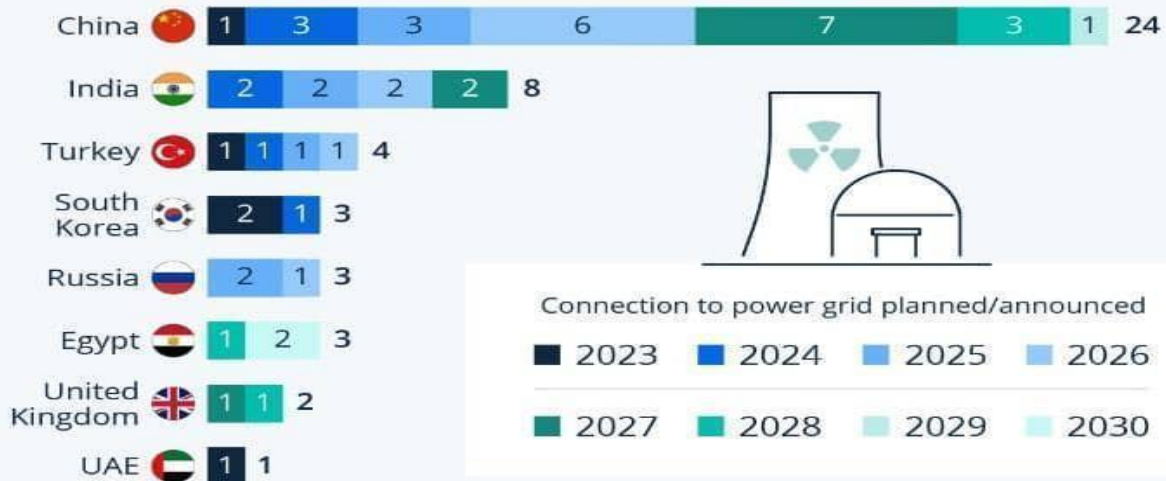 China 1 3 3 6 7 3 1 24
India 2 2 2 2 8
Turkey 1 1 1 1 4
South
Korea 2 1 3
Russia 2 1 3
Egypt 1 2 3
United
Kingdom 1 1 2
UAE 1 1
Connection to power grid planned/announced
2023 2024 2025 2026
2027 2028 2029 2030